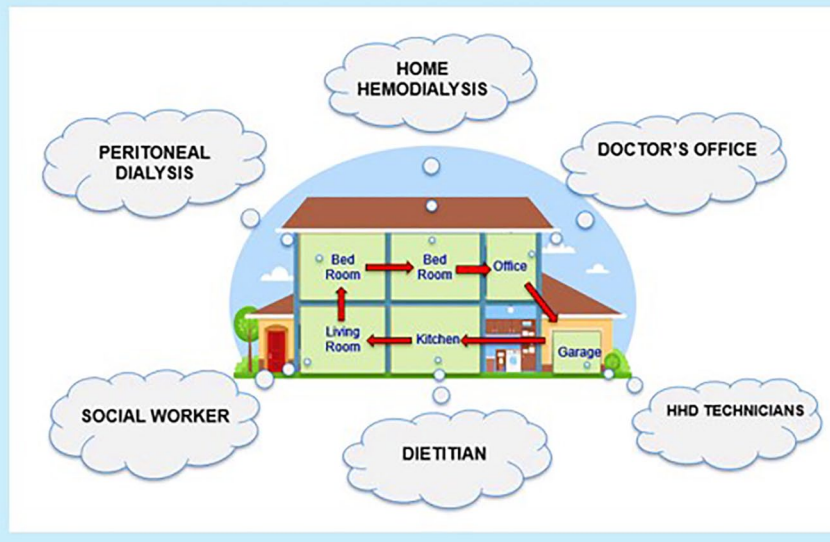 HOME
HEMODIALYSIS
PERITONEAL
DIALYSIS
DOCTOR'S OFFICE
Bed
Room
Bed
Room
Office
Living
Room
Kitchen
Garage
SOCIAL WORKER
DIETITIAN
HHD TECHNICIANS